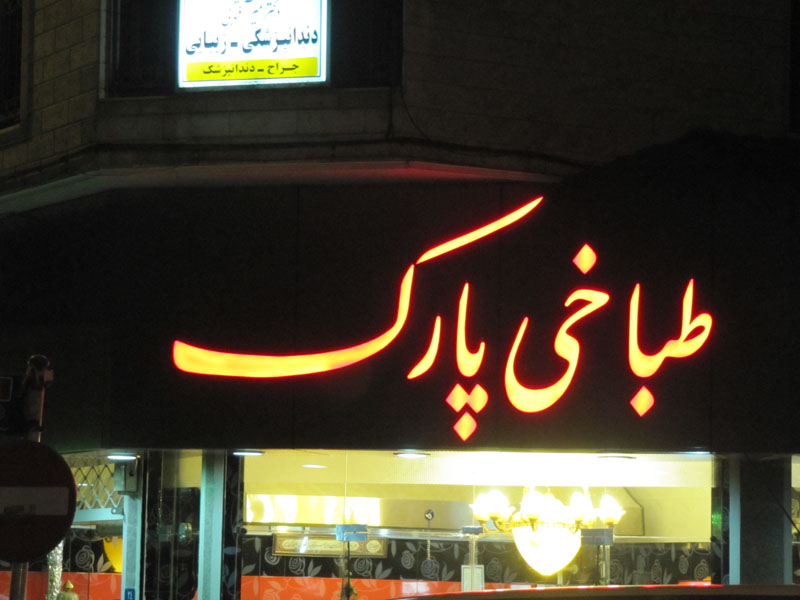 دندانپزشکی - زیبایی
جراح - دندانپزشک
طباخی پارک